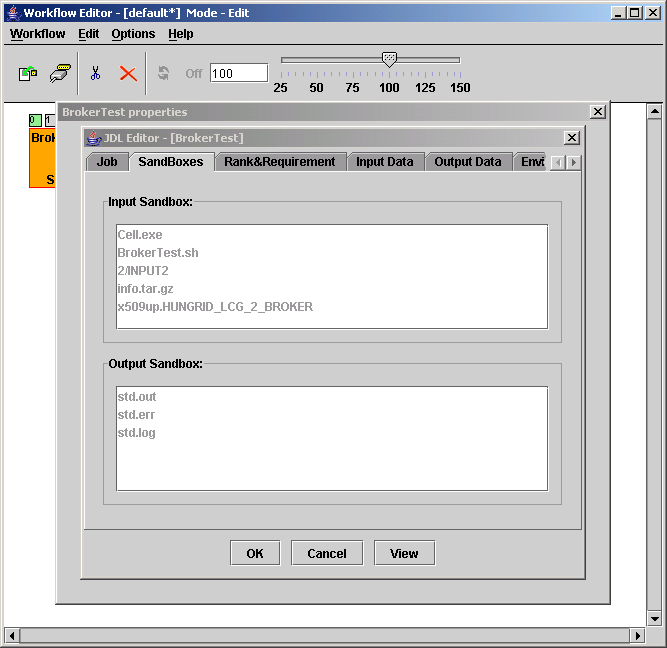 Workflow Editor - [default*] Mode - Edit
Workflow Edit Options Help
Off 100
25 50 75 100 125 150
0 1
BrokerTest properties
JDL Editor - [BrokerTest]
Job SandBoxes Rank&Requirement Input Data Output Data
Input Sandbox:
Cell.exe
BrokerTest.sh
2/INPUT2
info.tar.gz
x509up.HUNGRID_LCG_2_BROKER
Output Sandbox:
std.out
std.err
std.log
S
OK Cancel View